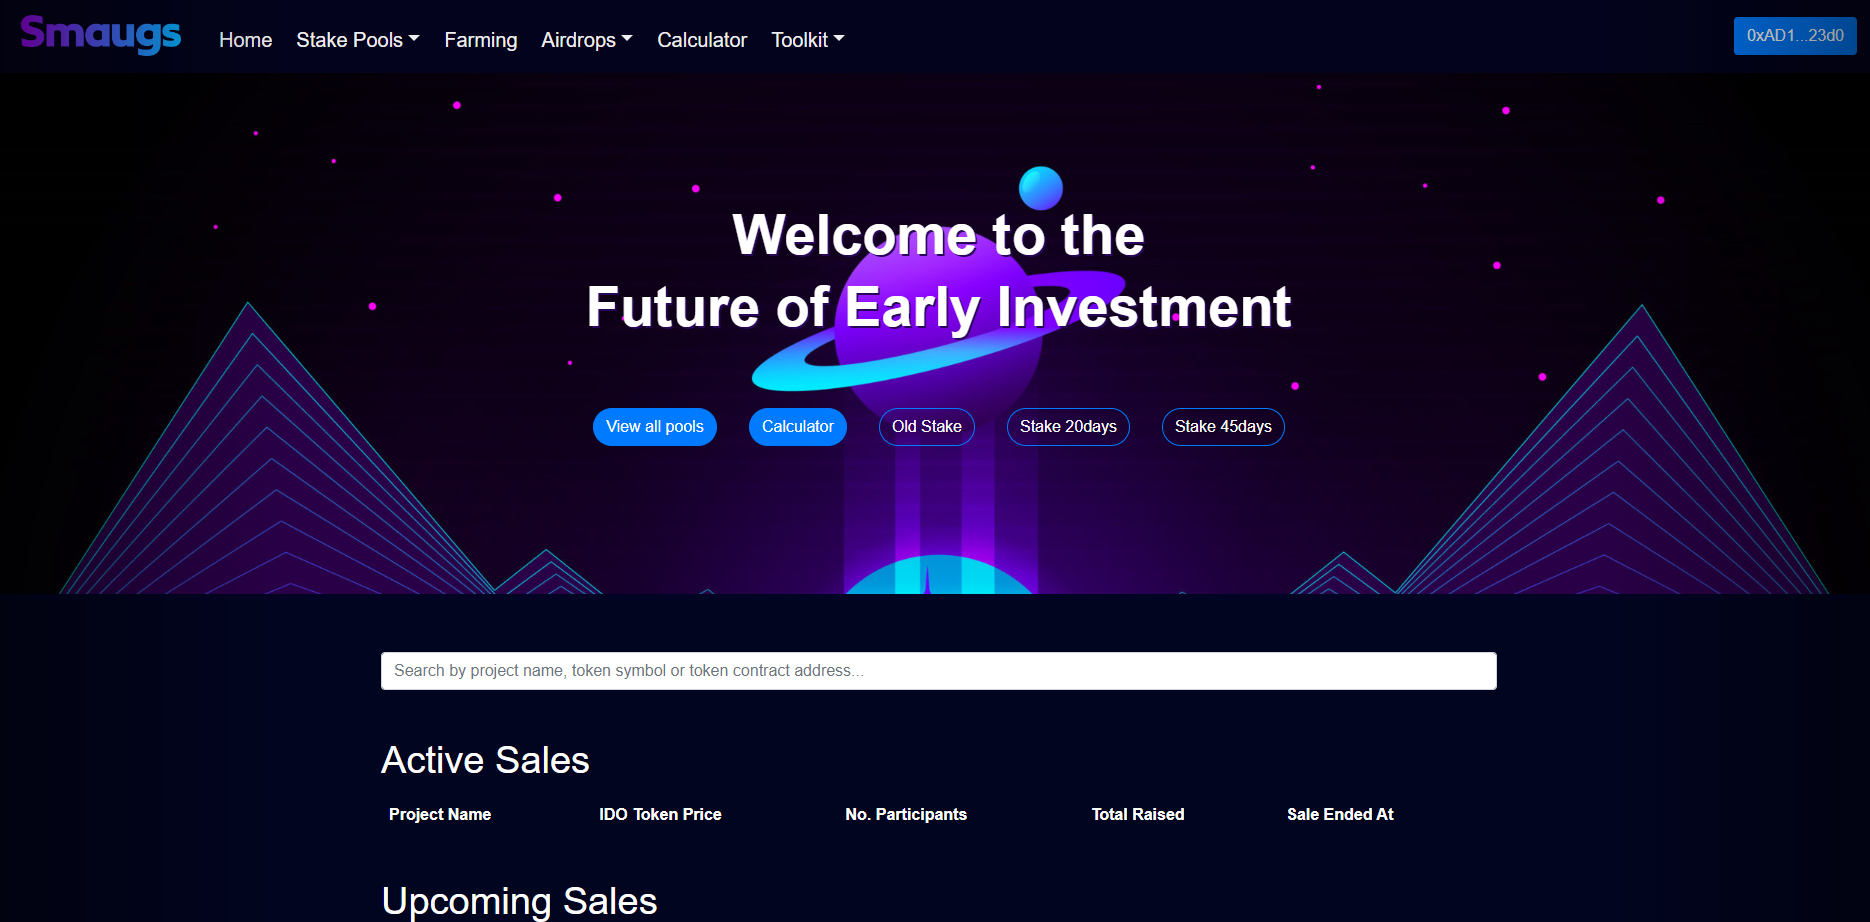 Smaugs
Home Stake Pools Farming Airdrops Calculator Toolkit 0xAD1...23d0
Welcome to the
Future of Early Investment
View all pools Calculator Old Stake Stake 20days Stake 45days
Search by project name, token symbol or token contract address...
Active Sales
Project Name IDO Token Price No. Participants Total Raised Sale Ended At
Upcoming Sales